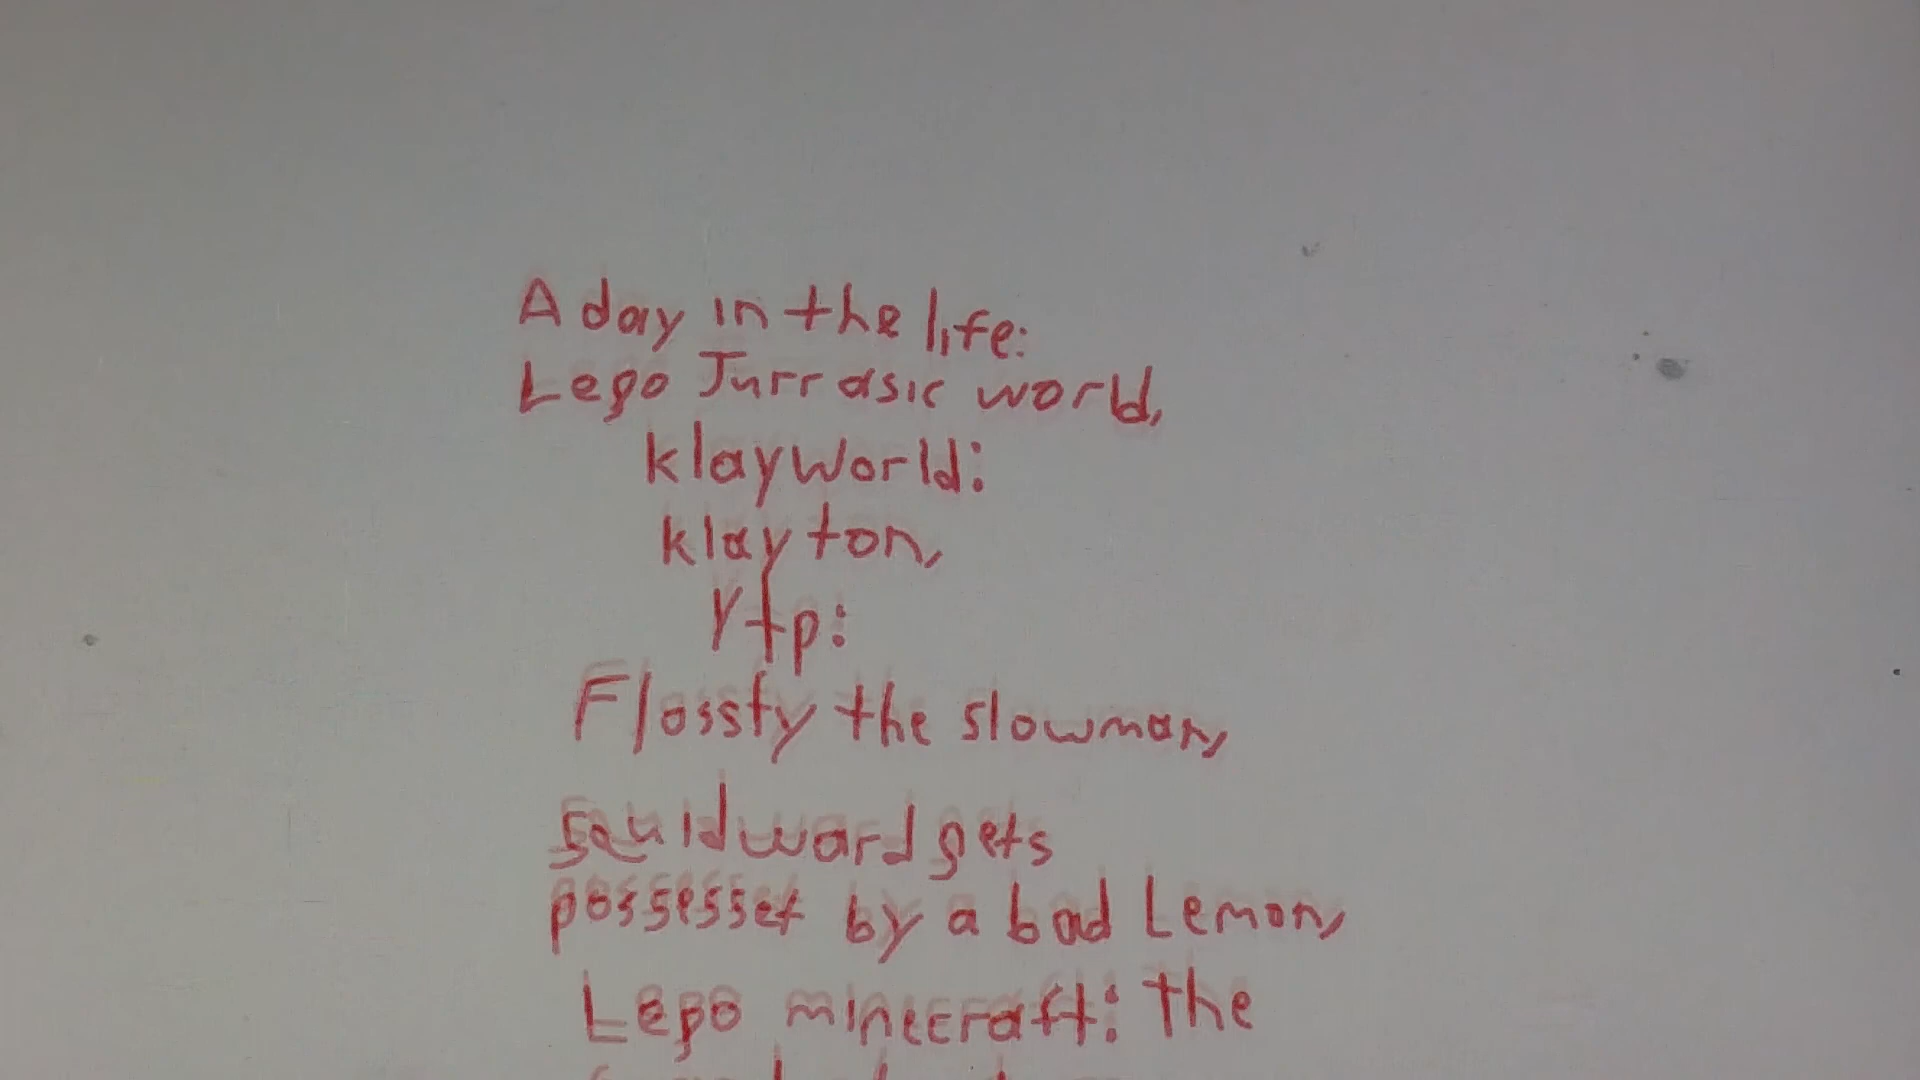 A day in the life:
Lego Jurrasic world,
klayworld:
klayton,
Ytp:
Flossty the slowman,
squidward gets
possesset by a bad Lemon,
Lego minecraft: the